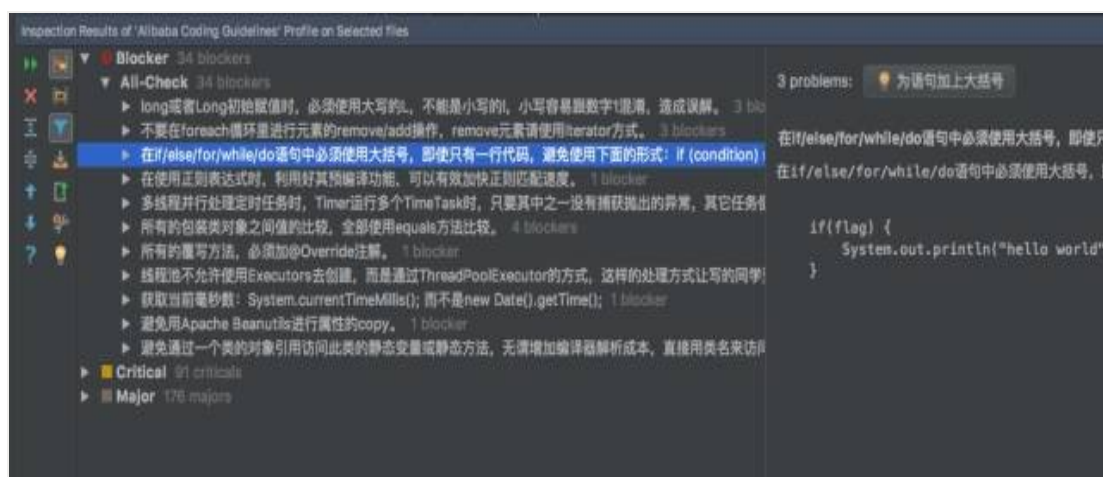 Inspection Results of 'Alibaba Coding Guidelines' Profile on Selected files
Blocker 34 blockers
Ali-Check 34 blockers
long或者Long初始赋值时，必须使用大写的L，不能是小写的l，小写容易跟数字1混淆，造成误解。 3 blo
不要在foreach循环里进行元素的remove/add操作，remove元素请使用Iterator方式。 3 blockers
在if/else/for/while/do语句中必须使用大括号，即使只有一行代码，避免使用下面的形式：if (condition)
在使用正则表达式时，利用好其预编译功能，可以有效加快正则匹配速度。 1 blocker
多线程并行处理定时任务时，Timer运行多个TimeTask时，只要其中之一没有捕获抛出的异常，其它任务便
所有的包装类对象之间值的比较，全部使用equals方法比较。 4 blockers
所有的覆写方法，必须加@Override注解。 1 blocker
线程池不允许使用Executors去创建，而是通过ThreadPoolExecutor的方式，这样的处理方式让写的同学
获取当前毫秒数：System.currentTimeMillis(); 而不是new Date().getTime(); 1 blocker
避免用Apache Beanutils进行属性的copy。 1 blocker
避免通过一个类的对象引用访问此类的静态变量或静态方法，无谓增加编译器解析成本，直接用类名来访问
Critical 91 criticals
Major 176 majors
3 problems: 为语句加上大括号
在if/else/for/while/do语句中必须使用大括号，即使只
在if/else/for/while/do语句中必须使用大括号，
if(flag) {
System.out.println("hello world"
}